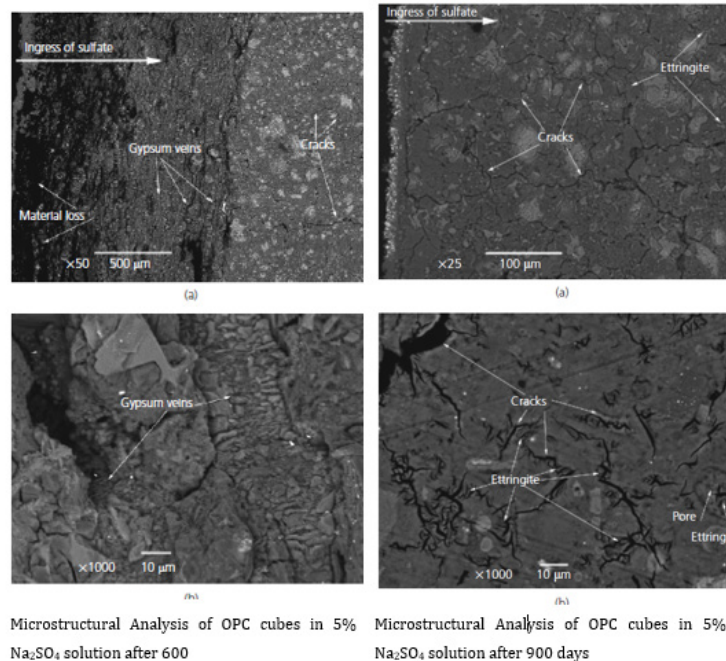 Ingress of sulfate
Gypsum veins
Cracks
Material loss
×50
500 µm
(a)
Ingress of sulfate
Ettringite
Cracks
×25
100 µm
(a)
Gypsum veins
×1000
10 µm
(b)
Cracks
Ettringite
Pore
Ettring
×1000
10 µm
(b)
Microstructural Analysis of OPC cubes in 5%
Na₂SO₄ solution after 600
Microstructural Analysis of OPC cubes in 5%
Na₂SO₄ solution after 900 days